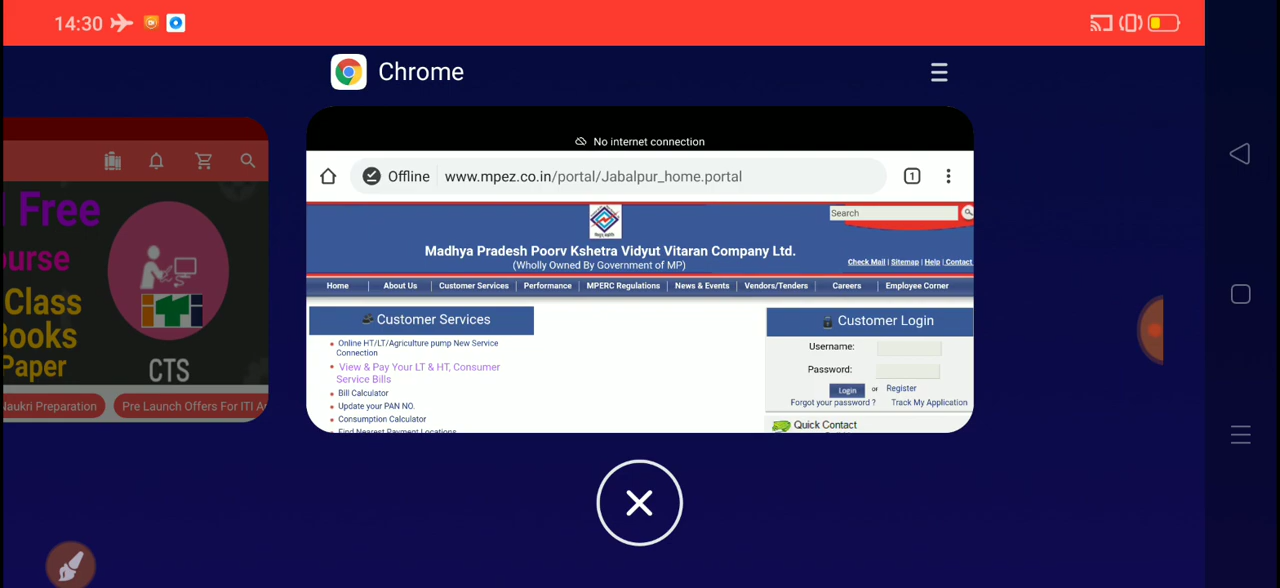 14:30
Chrome
No internet connection
Offline
www.mpez.co.in/portal/Jabalpur_home.portal
1
Search
Madhya Pradesh Poorv Kshetra Vidyut Vitaran Company Ltd.
(Wholly Owned By Government of MP)
Check Mail | Sitemap | Help | Contact
Home | About Us | Customer Services | Performance | MPERC Regulations | News & Events | Vendors/Tenders | Careers | Employee Corner
Customer Services
Online HT/LT/Agriculture pump New Service
Connection
View & Pay Your LT & HT, Consumer
Service Bills
Bill Calculator
Update your PAN NO.
Consumption Calculator
Find Nearest Payment Locations
Customer Login
Username:
Password:
Login or Register
Forgot your password ? Track My Application
Quick Contact
Free
urse
Class
Books
Paper
CTS
Naukri Preparation
Pre Launch Offers For ITI